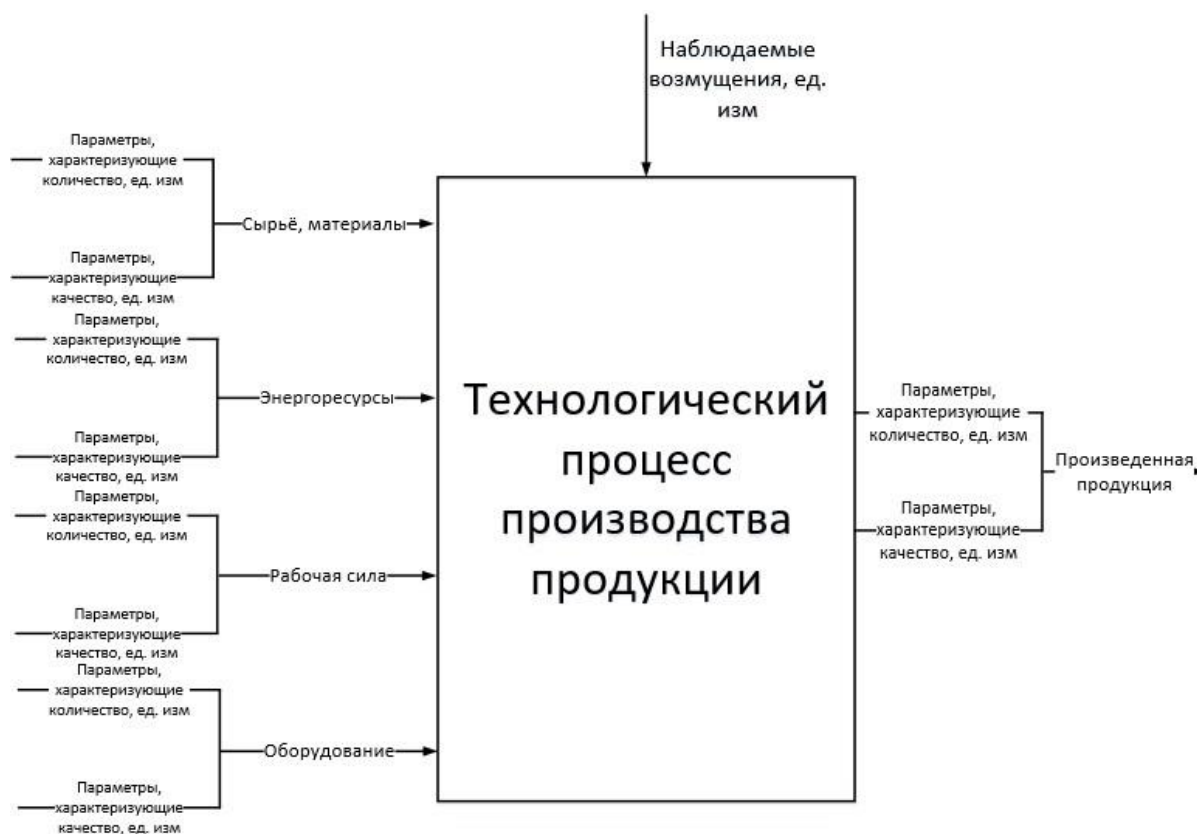 Наблюдаемые
возмущения, ед.
изм
Параметры,
характеризующие
количество, ед. изм
Сырьё, материалы
Параметры,
характеризующие
качество, ед. изм
Параметры,
характеризующие
количество, ед. изм
Энергоресурсы
Параметры,
характеризующие
качество, ед. изм
Параметры,
характеризующие
количество, ед. изм
Рабочая сила
Параметры,
характеризующие
качество, ед. изм
Параметры,
характеризующие
количество, ед. изм
Оборудование
Параметры,
характеризующие
качество, ед. изм
Технологический
процесс
производства
продукции
Параметры,
характеризующие
количество, ед. изм
Произведенная
продукция
Параметры,
характеризующие
качество, ед. изм